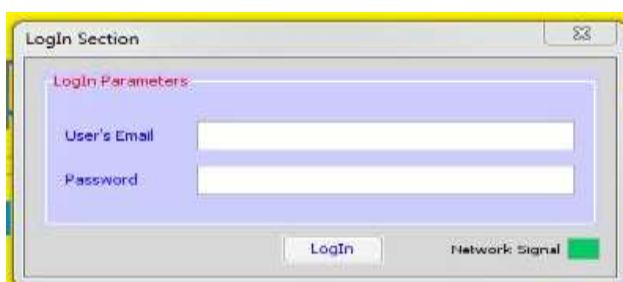 LogIn Section
LogIn Parameters
User's Email
Password
LogIn
Network Signal